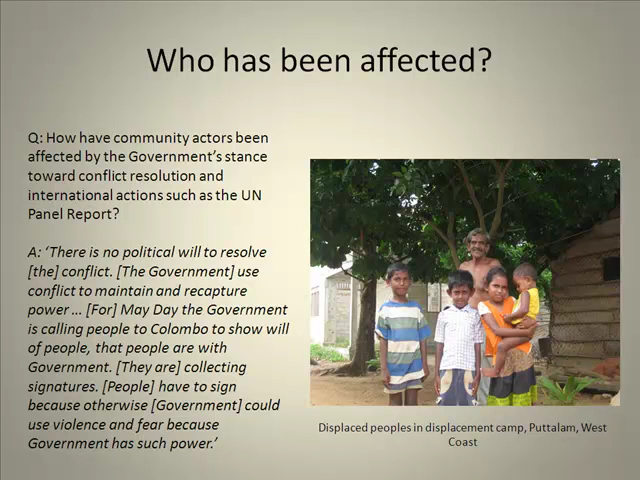 Who has been affected?
Q: How have community actors been
affected by the Government's stance
toward conflict resolution and
international actions such as the UN
Panel Report?
A: 'There is no political will to resolve
[the] conflict. [The Government] use
conflict to maintain and recapture
power ... [For] May Day the Government
is calling people to Colombo to show will
of people, that people are with
Government. [They are] collecting
signatures. [People] have to sign
because otherwise [Government] could
use violence and fear because
Government has such power.'
Displaced peoples in displacement camp, Puttalam, West
Coast